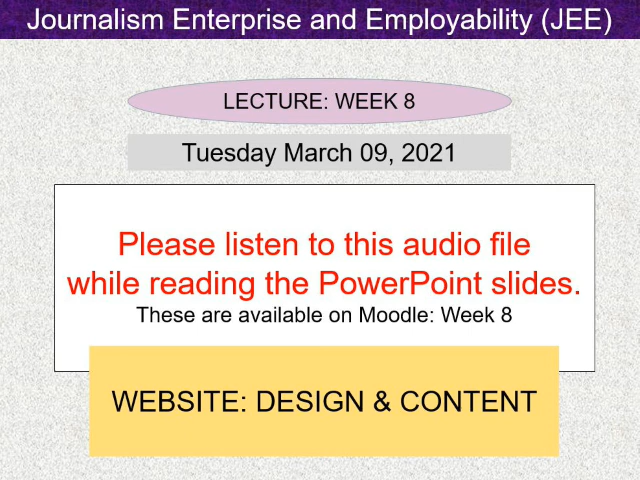 Journalism Enterprise and Employability (JEE)
LECTURE: WEEK 8
Tuesday March 09, 2021
Please listen to this audio file
while reading the PowerPoint slides.
These are available on Moodle: Week 8
WEBSITE: DESIGN & CONTENT